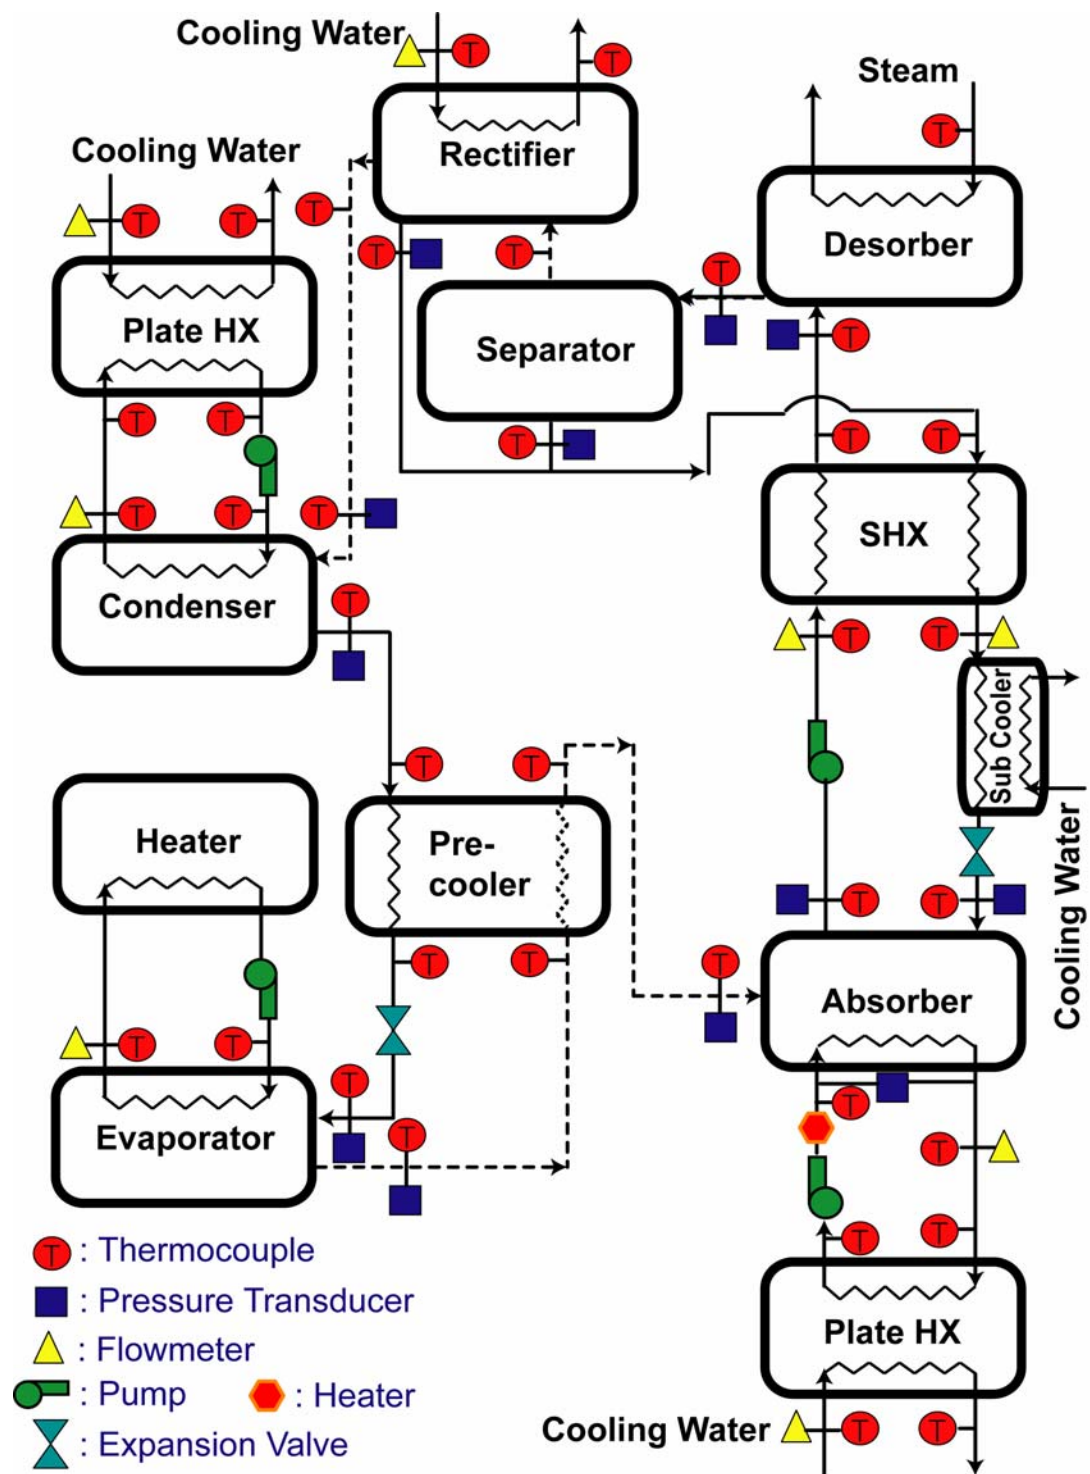 Cooling Water
T
T
Steam
T
Rectifier
Cooling Water
T
T
T
T
T
Desorber
T
Plate HX
Separator
T
T
T
T
T
T
T
T
T
T
SHX
Condenser
T
T
T
Sub Cooler
T
T
Heater
Pre-
cooler
Cooling Water
T
T
T
T
T
Absorber
T
T
T
T
T
Evaporator
T
T
T
T
T : Thermocouple
: Pressure Transducer
: Flowmeter
: Pump
: Heater
: Expansion Valve
Plate HX
Cooling Water
T
T